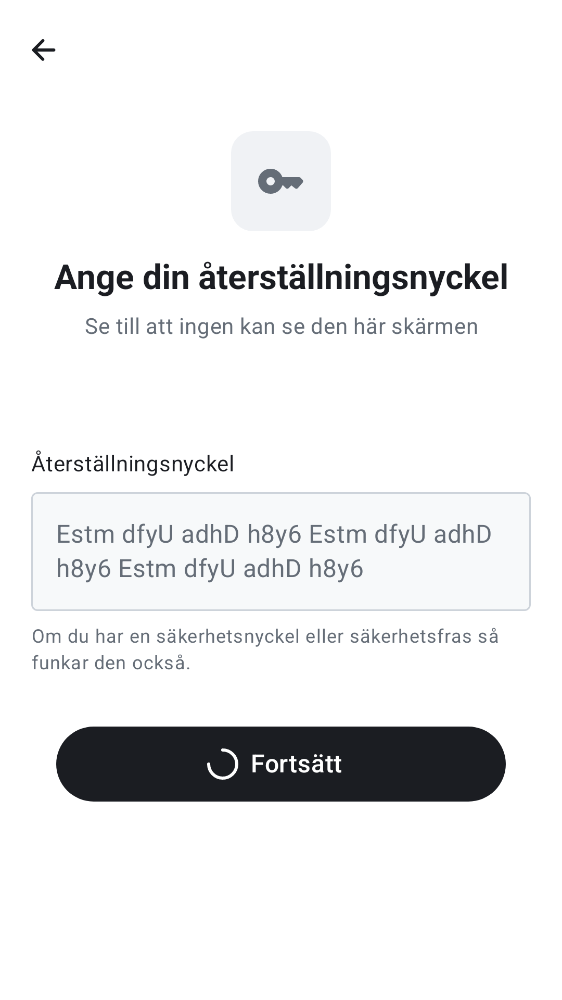 Ange din återställningsnyckel
Se till att ingen kan se den här skärmen
Återställningsnyckel
Estm dfyU adhD h8y6 Estm dfyU adhD
h8y6 Estm dfyU adhD h8y6
Om du har en säkerhetsnyckel eller säkerhetsfras så
funkar den också.
Fortsätt